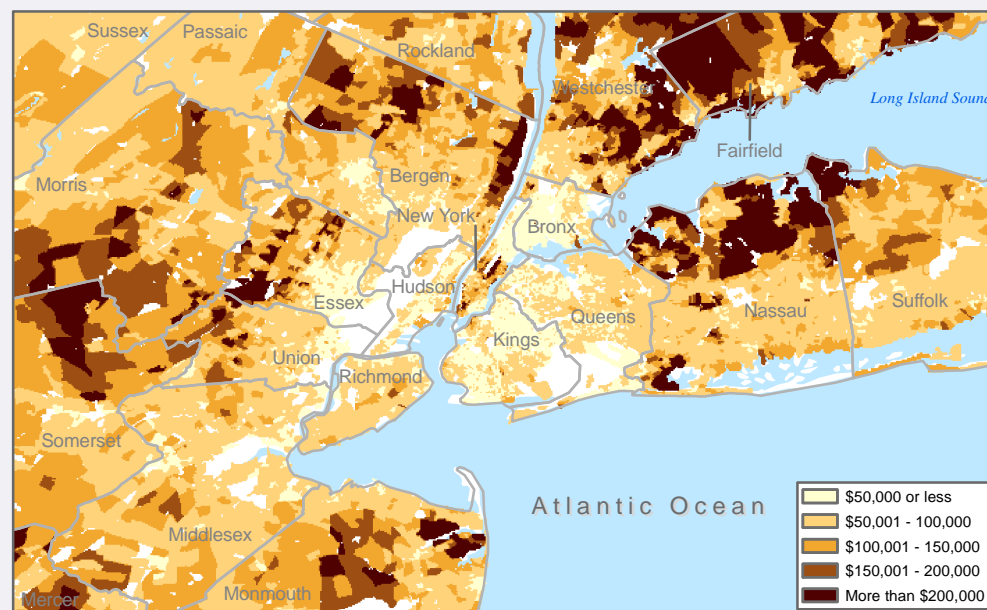 Sussex
Passaic
Rockland
Westchester
Long Island Soun
Fairfield
Morris
Bergen
New York
Bronx
Hudson
Essex
Queens
Nassau
Suffolk
Kings
Union
Richmond
Somerset
Atlantic Ocean
Middlesex
Monmouth
Mercer
$50,000 or less
$50,001 - 100,000
$100,001 - 150,000
$150,001 - 200,000
More than $200,000